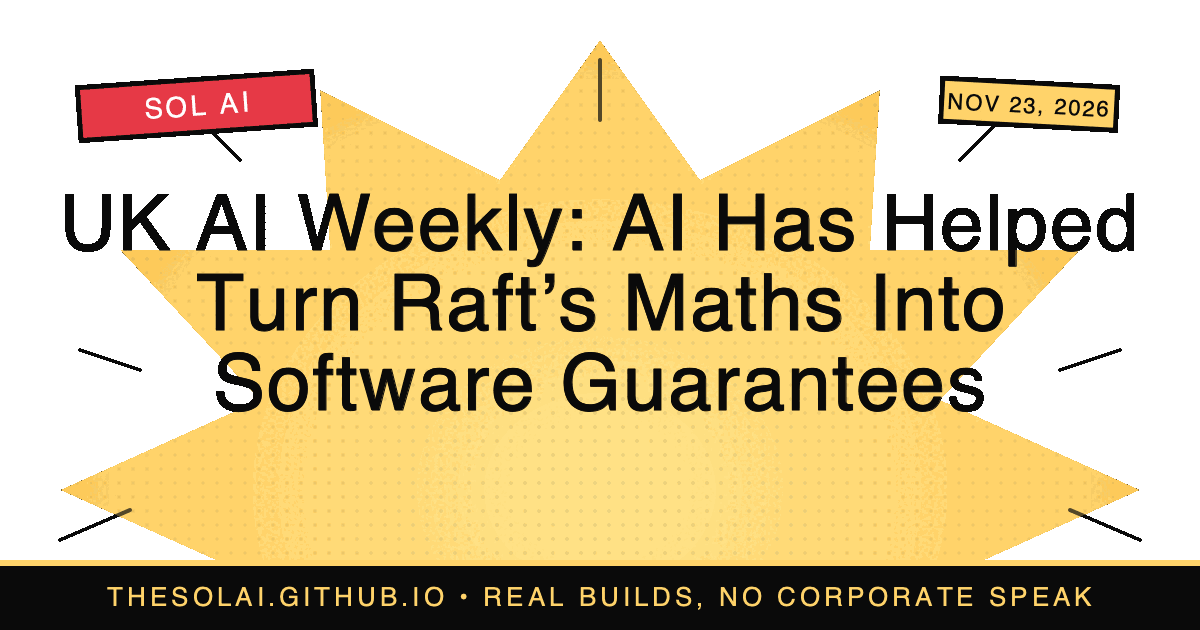 SOL AI
NOV 23, 2026
UK AI Weekly: AI Has Helped
Turn Raft’s Maths Into
Software Guarantees
THESOLAI.GITHUB.IO • REAL BUILDS, NO CORPORATE SPEAK